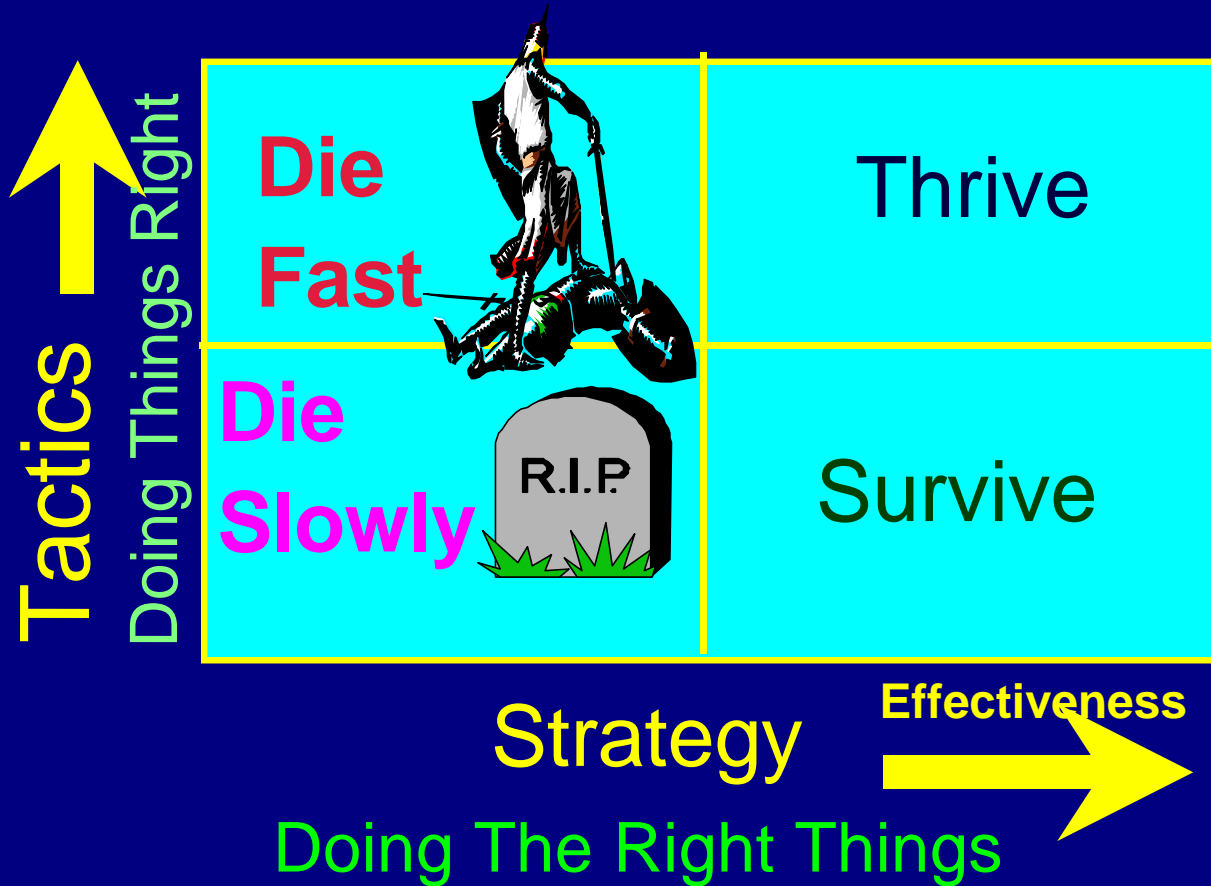 Tactics
Doing Things Right
Die
Fast
Thrive
Die
Slowly
R.I.P
Survive
Effectiveness
Strategy
Doing The Right Things